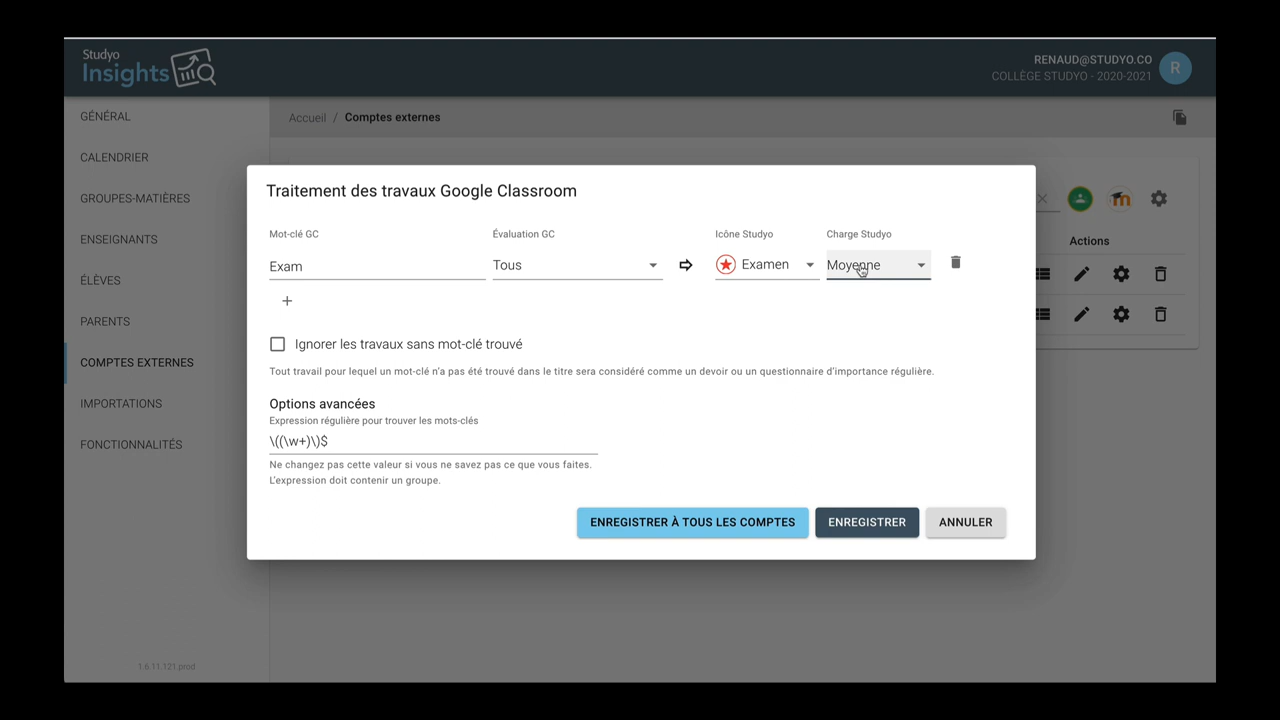 Studyo
Insights
RENAUD@STUDYO.CO
COLLÈGE STUDYO - 2020-2021
R
GÉNÉRAL
CALENDRIER
GROUPES-MATIÈRES
ENSEIGNANTS
ÉLÈVES
PARENTS
COMPTES EXTERNES
IMPORTATIONS
FONCTIONNALITÉS
1.6.11.121.prod
Accueil / Comptes externes
Actions
Traitement des travaux Google Classroom
Mot-clé GC Évaluation GC Icône Studyo Charge Studyo
Exam Tous Examen Moyenne
Ignorer les travaux sans mot-clé trouvé
Tout travail pour lequel un mot-clé n'a pas été trouvé dans le titre sera considéré comme un devoir ou un questionnaire d'importance régulière.
Options avancées
Expression régulière pour trouver les mots-clés
\((\w+)\)$
Ne changez pas cette valeur si vous ne savez pas ce que vous faites.
L'expression doit contenir un groupe.
ENREGISTRER À TOUS LES COMPTES ENREGISTRER ANNULER